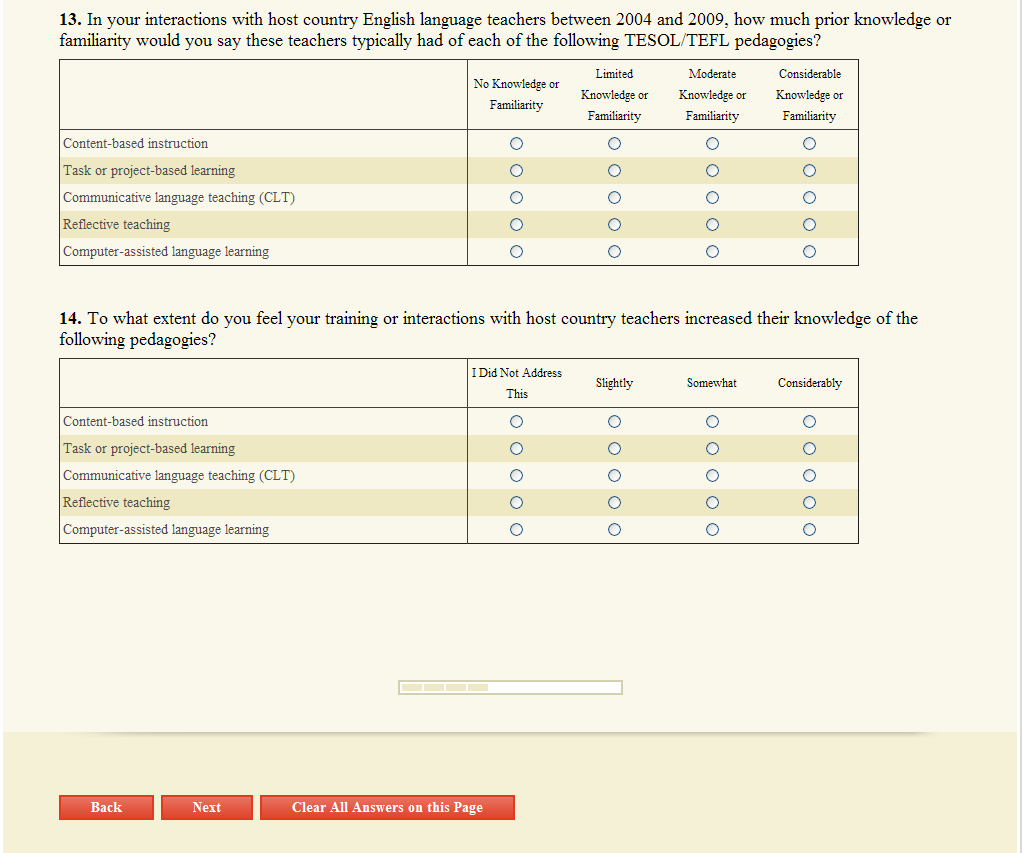 13. In your interactions with host country English language teachers between 2004 and 2009, how much prior knowledge or
familiarity would you say these teachers typically had of each of the following TESOL/TEFL pedagogies?
No Knowledge or
Familiarity
Limited
Knowledge or
Familiarity
Moderate
Knowledge or
Familiarity
Considerable
Knowledge or
Familiarity
Content-based instruction
Task or project-based learning
Communicative language teaching (CLT)
Reflective teaching
Computer-assisted language learning
14. To what extent do you feel your training or interactions with host country teachers increased their knowledge of the
following pedagogies?
I Did Not Address
This
Slightly
Somewhat
Considerably
Content-based instruction
Task or project-based learning
Communicative language teaching (CLT)
Reflective teaching
Computer-assisted language learning
Back
Next
Clear All Answers on this Page